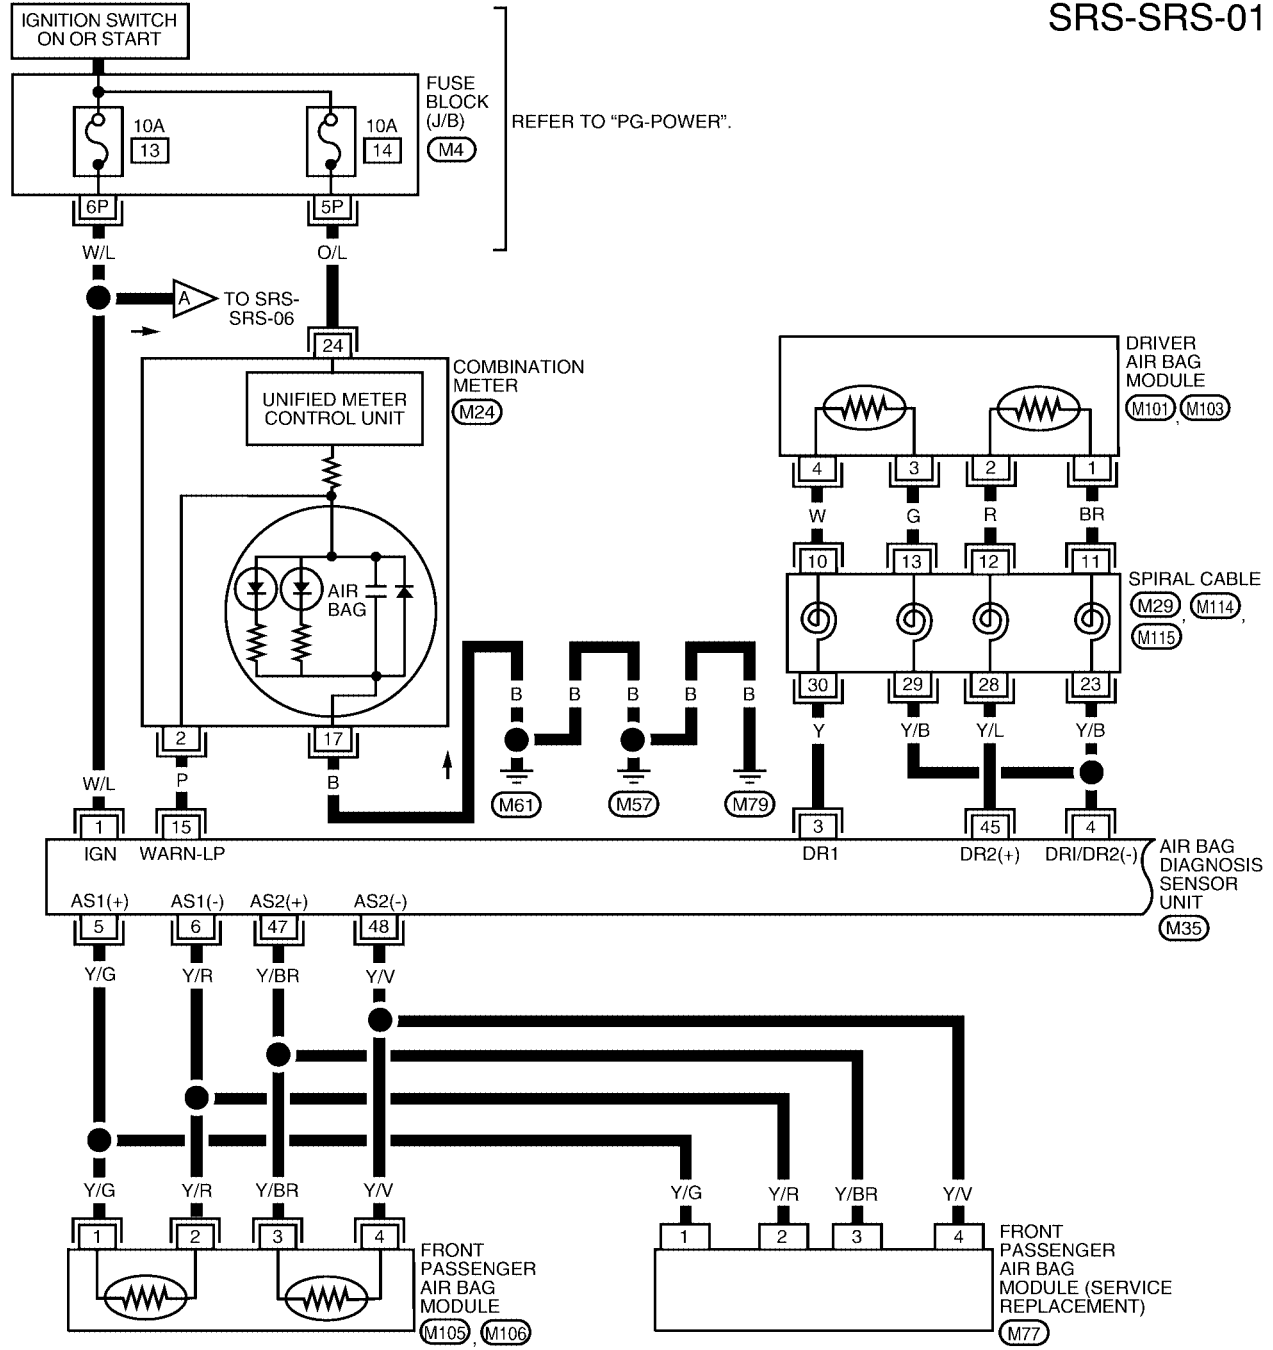 SRS-SRS-01
IGNITION SWITCH
ON OR START
FUSE
BLOCK
(J/B)
M4
REFER TO “PG-POWER”.
10A
13
10A
14
6P
5P
W/L
O/L
A
TO SRS-
SRS-06
24
COMBINATION
METER
M24
UNIFIED METER
CONTROL UNIT
AIR
BAG
DRIVER
AIR BAG
MODULE
M101 , M103
4 3 2 1
W G R BR
10 13 12 11
SPIRAL CABLE
M29 , M114 ,
M115
30 29 28 23
Y Y/B Y/L Y/B
B B B B B
2 17
P B
M61 M57 M79
W/L
1 15 3 45 4
IGN WARN-LP DR1 DR2(+) DRI/DR2(-)
AIR BAG
DIAGNOSIS
SENSOR
UNIT
M35
AS1(+) AS1(-) AS2(+) AS2(-)
5 6 47 48
Y/G Y/R Y/BR Y/V
Y/G Y/R Y/BR Y/V
Y/G Y/R Y/BR Y/V
1 2 3 4
1 2 3 4
FRONT
PASSENGER
AIR BAG
MODULE
M105 , M106
FRONT
PASSENGER
AIR BAG
MODULE (SERVICE
REPLACEMENT)
M77